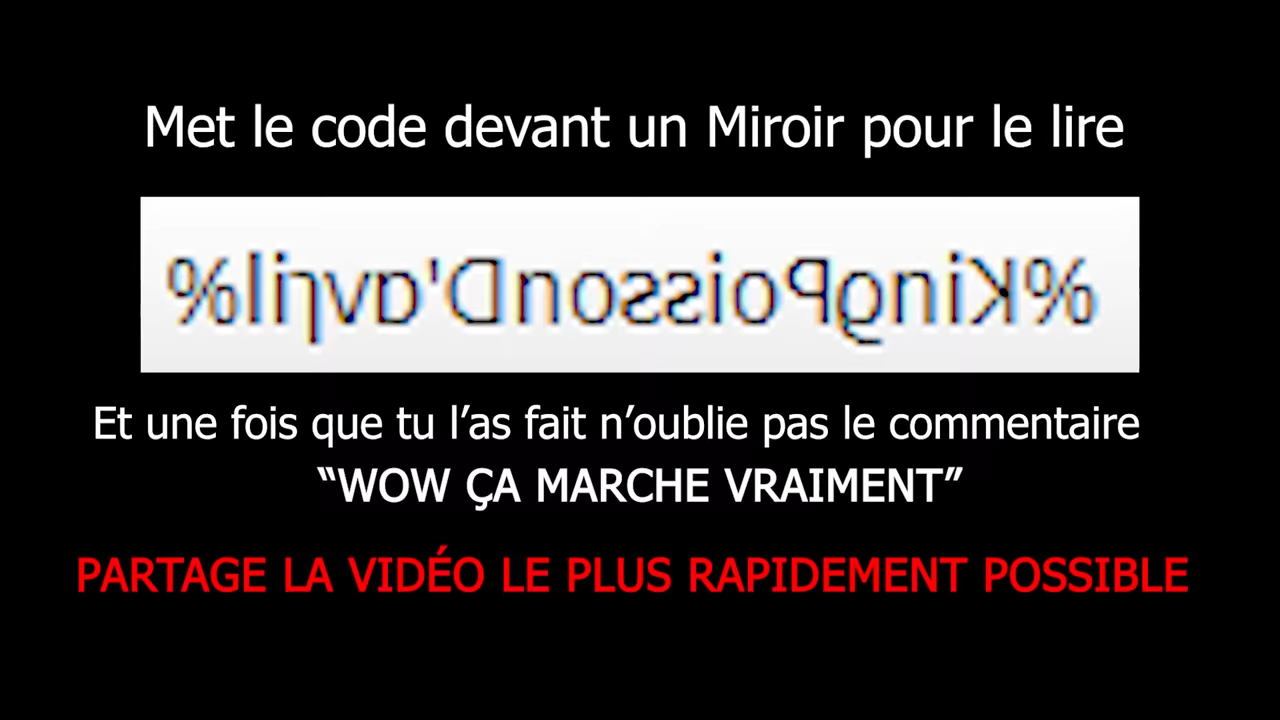 Met le code devant un Miroir pour le lire
%KingPoissonD'avril%
Et une fois que tu l’as fait n’oublie pas le commentaire
“WOW ÇA MARCHE VRAIMENT”
PARTAGE LA VIDÉO LE PLUS RAPIDEMENT POSSIBLE